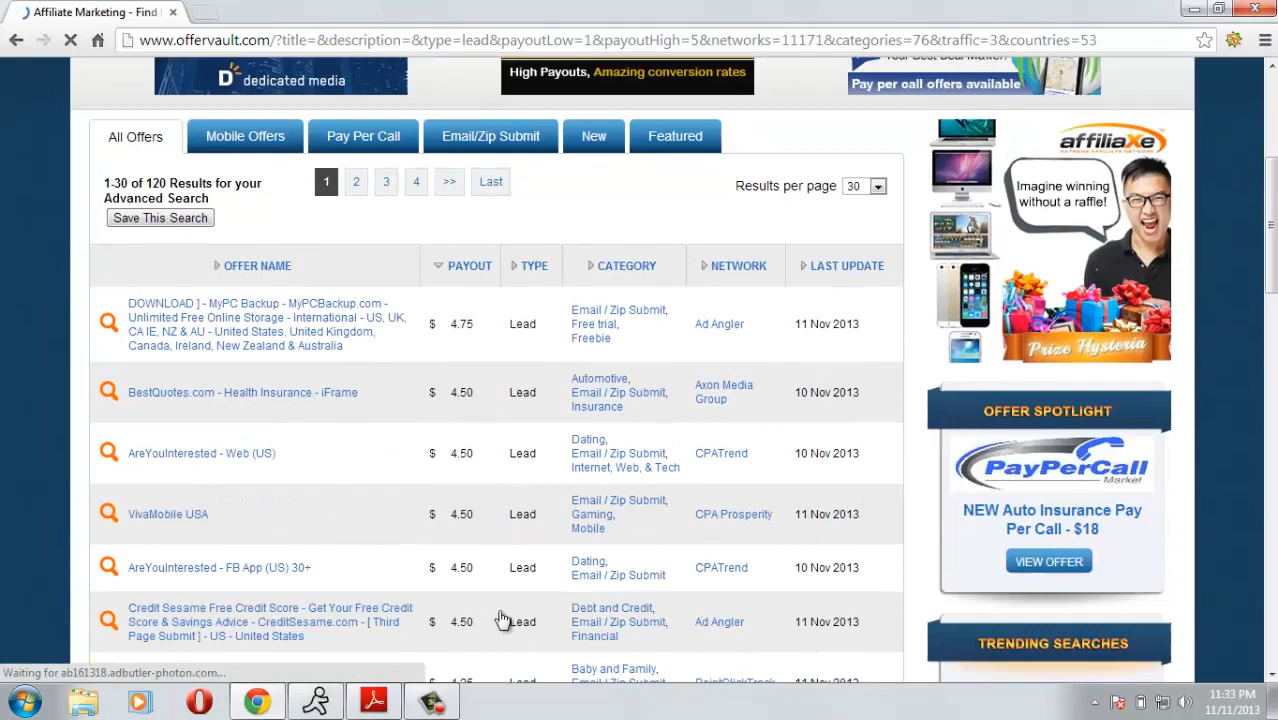 Affiliate Marketing - Find
www.offervault.com/?title=&description=&type=lead&payoutLow=1&payoutHigh=5&networks=11171&categories=76&traffic=3&countries=53
dedicated media
High Payouts, Amazing conversion rates
Pay per call offers available
All Offers
Mobile Offers
Pay Per Call
Email/Zip Submit
New
Featured
1-30 of 120 Results for your
Advanced Search
1 2 3 4 >> Last
Results per page 30
Save This Search
OFFER NAME PAYOUT TYPE CATEGORY NETWORK LAST UPDATE
DOWNLOAD ] - MyPC Backup - MyPCBackup.com -
Unlimited Free Online Storage - International - US, UK,
CA IE, NZ & AU - United States, United Kingdom,
Canada, Ireland, New Zealand & Australia
$ 4.75
Lead
Email / Zip Submit,
Free trial,
Freebie
Ad Angler
11 Nov 2013
BestQuotes.com - Health Insurance - iFrame
$ 4.50
Lead
Automotive,
Email / Zip Submit,
Insurance
Axon Media
Group
10 Nov 2013
AreYouInterested - Web (US)
$ 4.50
Lead
Dating,
Email / Zip Submit,
Internet, Web, & Tech
CPATrend
10 Nov 2013
VivaMobile USA
$ 4.50
Lead
Email / Zip Submit,
Gaming,
Mobile
CPA Prosperity
11 Nov 2013
AreYouInterested - FB App (US) 30+
$ 4.50
Lead
Dating,
Email / Zip Submit
CPATrend
10 Nov 2013
Credit Sesame Free Credit Score - Get Your Free Credit
Score & Savings Advice - CreditSesame.com - [ Third
Page Submit ] - US - United States
$ 4.50
Lead
Debt and Credit,
Email / Zip Submit,
Financial
Ad Angler
11 Nov 2013
Baby and Family,
affiliaxe
EXTREME AFFILIATE NETWORK
Imagine winning
without a raffle!
Prize Hysteria
OFFER SPOTLIGHT
PayPerCall
Market
NEW Auto Insurance Pay
Per Call - $18
VIEW OFFER
TRENDING SEARCHES
Waiting for ab161318.adbutler-photon.com...
11:33 PM
11/11/2013